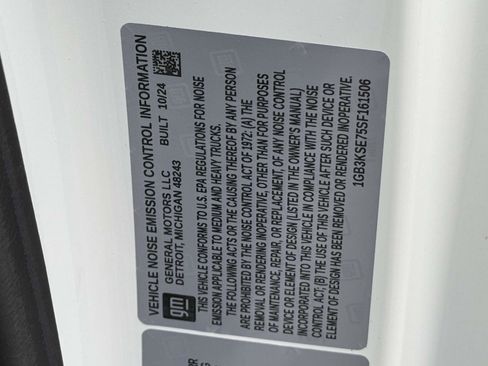 VEHICLE NOISE EMISSION CONTROL INFORMATION
gm
GENERAL MOTORS LLC
DETROIT, MICHIGAN 48243
BUILT 10/24
THIS VEHICLE CONFORMS TO U.S. EPA REGULATIONS FOR NOISE
EMISSION APPLICABLE TO MEDIUM AND HEAVY TRUCKS.
THE FOLLOWING ACTS OR THE CAUSING THEREOF BY ANY PERSON
ARE PROHIBITED BY THE NOISE CONTROL ACT OF 1972: (A) THE
REMOVAL OR RENDERING INOPERATIVE, OTHER THAN FOR PURPOSES
OF MAINTENANCE, REPAIR, OR REPLACEMENT, OF ANY NOISE CONTROL
DEVICE OR ELEMENT OF DESIGN (LISTED IN THE OWNER'S MANUAL)
INCORPORATED INTO THIS VEHICLE IN COMPLIANCE WITH THE NOISE
CONTROL ACT; (B) THE USE OF THIS VEHICLE AFTER SUCH DEVICE OR
ELEMENT OF DESIGN HAS BEEN REMOVED OR RENDERED INOPERATIVE.
1GB3KSE75SF161506